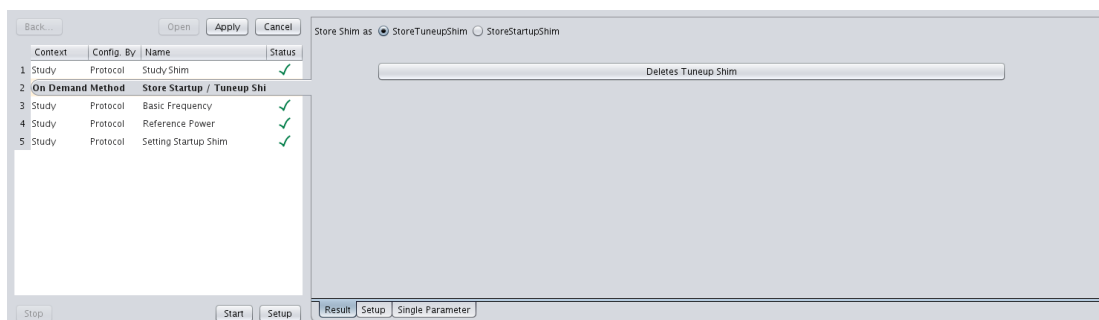 Back...
Open
Apply
Cancel
Context Config. By Name Status
1 Study Protocol Study Shim
2 On Demand Method Store Startup / Tuneup Shi
3 Study Protocol Basic Frequency
4 Study Protocol Reference Power
5 Study Protocol Setting Startup Shim
Stop
Start
Setup
Store Shim as StoreTuneupShim StoreStartupShim
Deletes Tuneup Shim
Result Setup Single Parameter